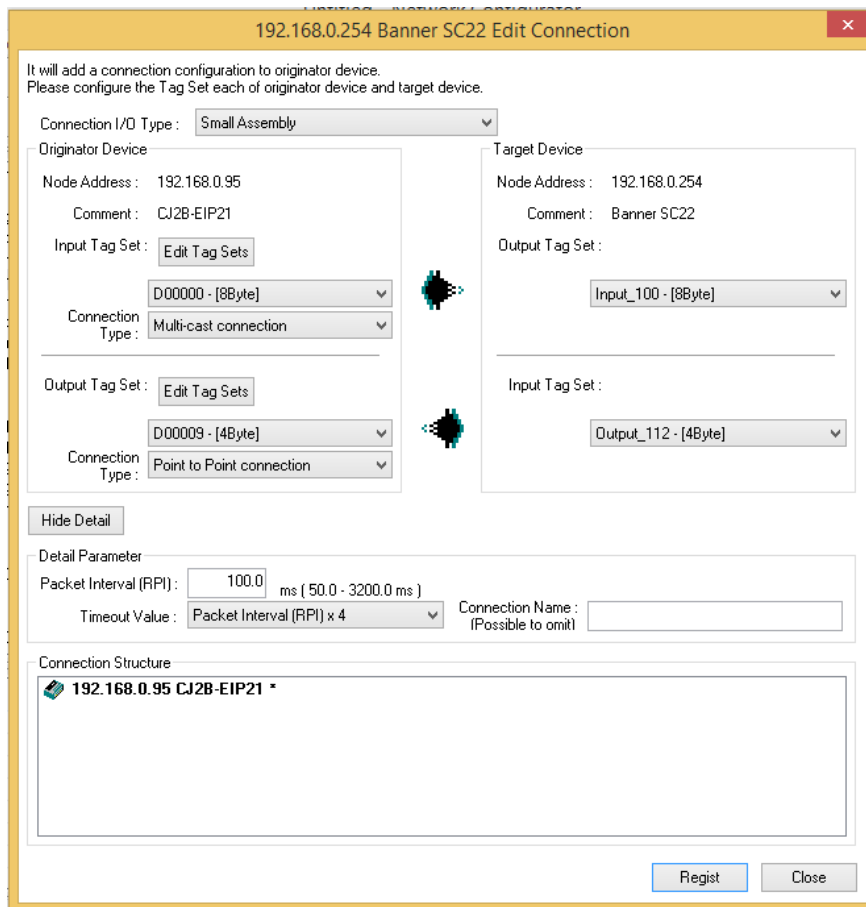 192.168.0.254 Banner SC22 Edit Connection
It will add a connection configuration to originator device.
Please configure the Tag Set each of originator device and target device.
Connection I/O Type : Small Assembly
Originator Device
Node Address : 192.168.0.95
Comment : CJ2B-EIP21
Input Tag Set : Edit Tag Sets
D00000 - [8Byte]
Connection Type : Multi-cast connection
Output Tag Set : Edit Tag Sets
D00009 - [4Byte]
Connection Type : Point to Point connection
Target Device
Node Address : 192.168.0.254
Comment : Banner SC22
Output Tag Set :
Input_100 - [8Byte]
Input Tag Set :
Output_112 - [4Byte]
Hide Detail
Detail Parameter
Packet Interval (RPI) : 100.0 ms ( 50.0 - 3200.0 ms )
Timeout Value : Packet Interval (RPI) x 4
Connection Name :
(Possible to omit)
Connection Structure
192.168.0.95 CJ2B-EIP21 *
Regist Close